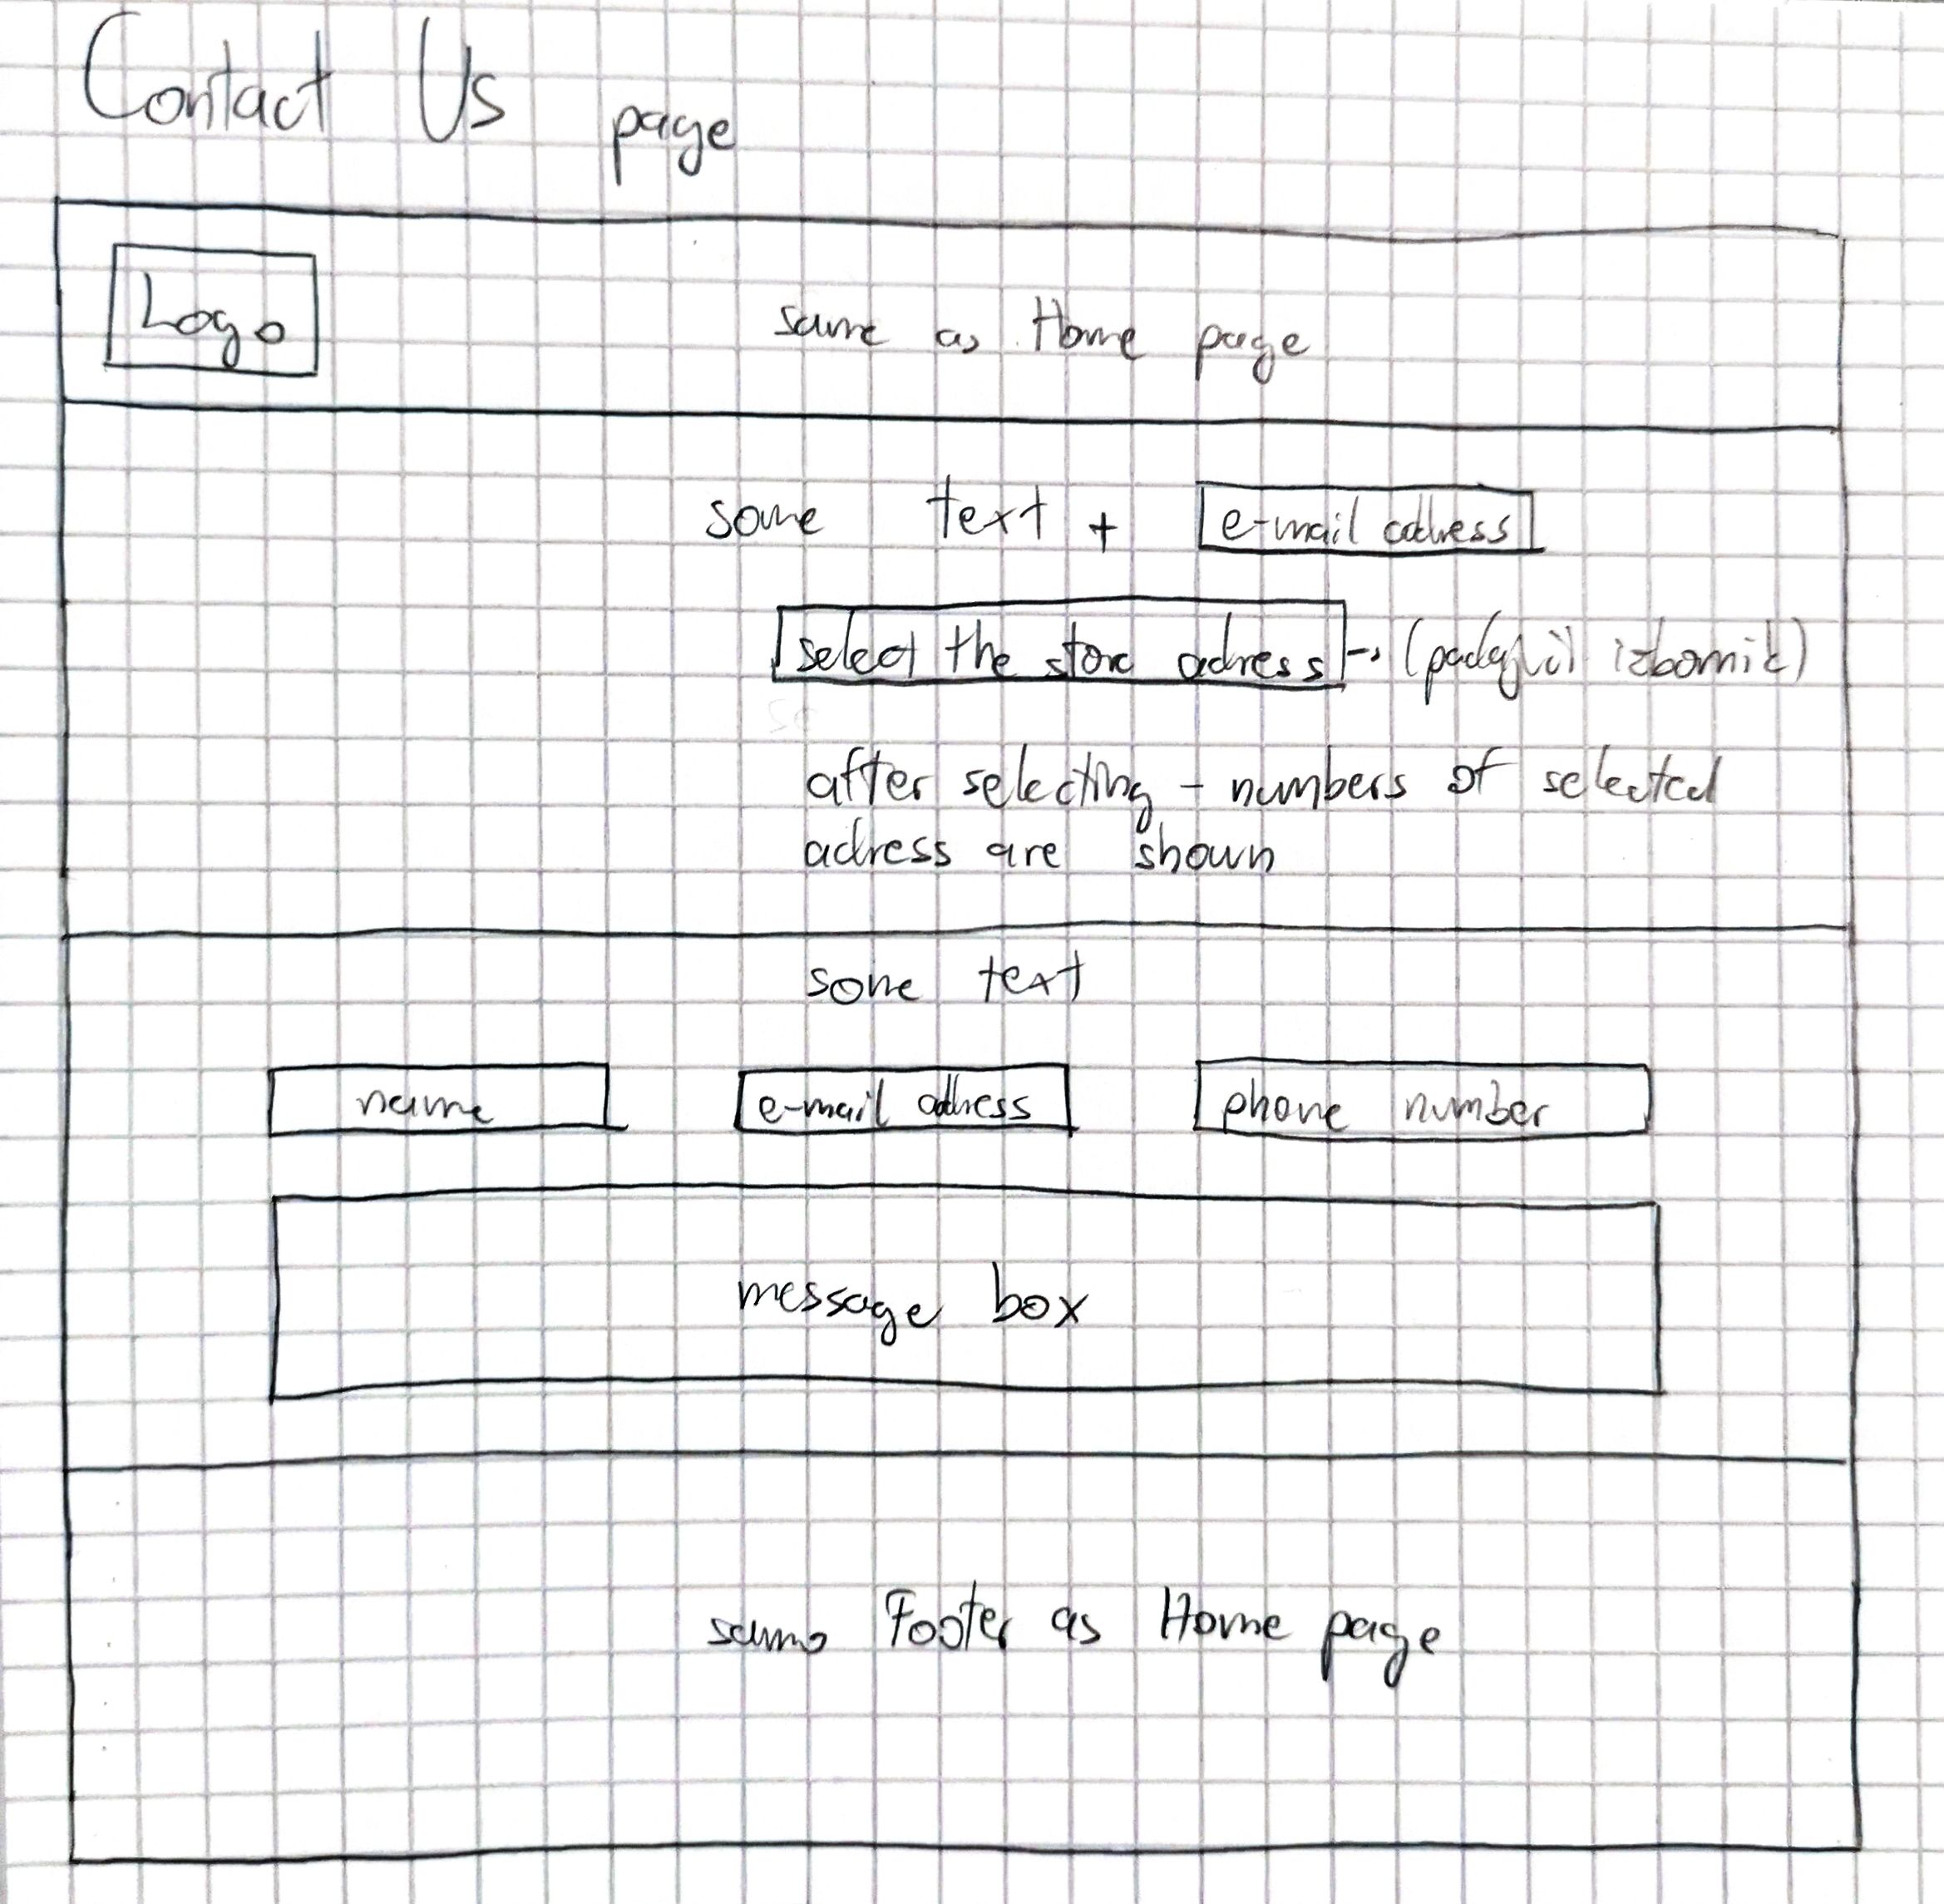 Contact Us page
Logo
same as Home page
some text + e-mail adress
select the store adress → (padajući izbornik)
after selecting - numbers of selected
adress are shown
some text
name e-mail adress phone number
message box
same Footer as Home page